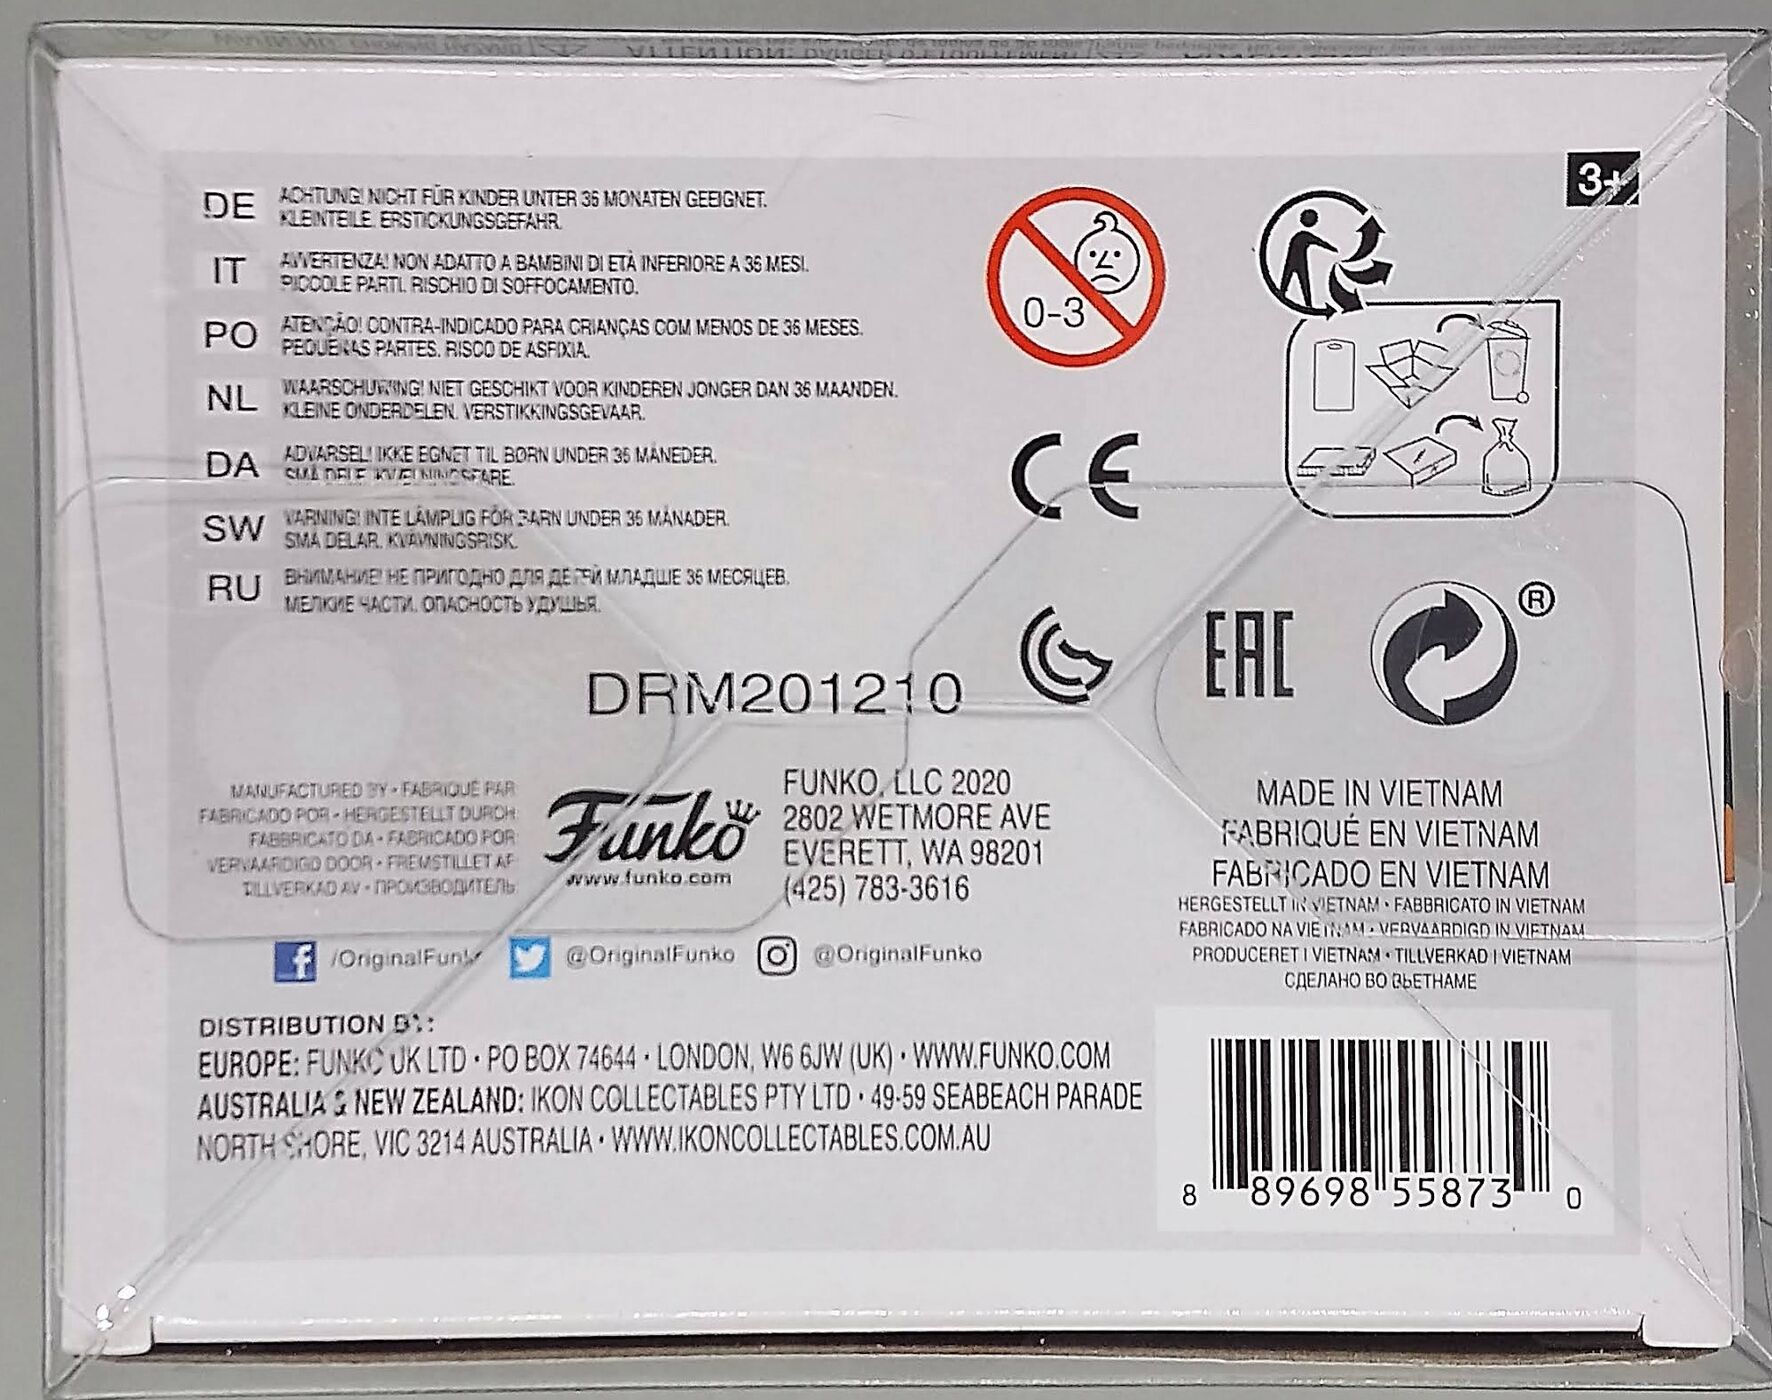 3+
DE ACHTUNG! NICHT FÜR KINDER UNTER 36 MONATEN GEEIGNET.
KLEINTEILE. ERSTICKUNGSGEFAHR.
IT AVVERTENZA! NON ADATTO A BAMBINI DI ETÀ INFERIORE A 36 MESI.
PICCOLE PARTI. RISCHIO DI SOFFOCAMENTO.
PO ATENÇÃO! CONTRA-INDICADO PARA CRIANÇAS COM MENOS DE 36 MESES.
PEQUENAS PARTES. RISCO DE ASFIXIA.
NL WAARSCHUWING! NIET GESCHIKT VOOR KINDEREN JONGER DAN 36 MAANDEN.
KLEINE ONDERDELEN. VERSTIKKINGSGEVAAR.
DA ADVARSEL! IKKE EGNET TIL BØRN UNDER 36 MÅNEDER.
SMÅ DELE. KVÆLNINGSFARE.
SW VARNING! INTE LÄMPLIG FÖR BARN UNDER 36 MÅNADER.
SMÅ DELAR. KVÄVNINGSRISK.
RU ВНИМАНИЕ! НЕ ПРИГОДНО ДЛЯ ДЕТЕЙ МЛАДШЕ 36 МЕСЯЦЕВ.
МЕЛКИЕ ЧАСТИ. ОПАСНОСТЬ УДУШЬЯ.
0-3
CE
EAC
®
DRM201210
MANUFACTURED BY • FABRIQUÉ PAR
FABRICADO POR • HERGESTELLT DURCH
FABBRICATO DA • FABRICADO POR
VERVAARDIGD DOOR • FREMSTILLET AF
TILLVERKAD AV • ПРОИЗВОДИТЕЛЬ
Funko
www.funko.com
FUNKO, LLC 2020
2802 WETMORE AVE
EVERETT, WA 98201
(425) 783-3616
MADE IN VIETNAM
FABRIQUÉ EN VIETNAM
FABRICADO EN VIETNAM
HERGESTELLT IN VIETNAM • FABBRICATO IN VIETNAM
FABRICADO NA VIETNAM • VERVAARDIGD IN VIETNAM
PRODUCERET I VIETNAM • TILLVERKAD I VIETNAM
СДЕЛАНО ВО ВЬЕТНАМЕ
/OriginalFunko @OriginalFunko @OriginalFunko
DISTRIBUTION BY:
EUROPE: FUNKO UK LTD • PO BOX 74644 • LONDON, W6 6JW (UK) • WWW.FUNKO.COM
AUSTRALIA & NEW ZEALAND: IKON COLLECTABLES PTY LTD • 49-59 SEABEACH PARADE
NORTH SHORE, VIC 3214 AUSTRALIA • WWW.IKONCOLLECTABLES.COM.AU
8 89698 55873 0